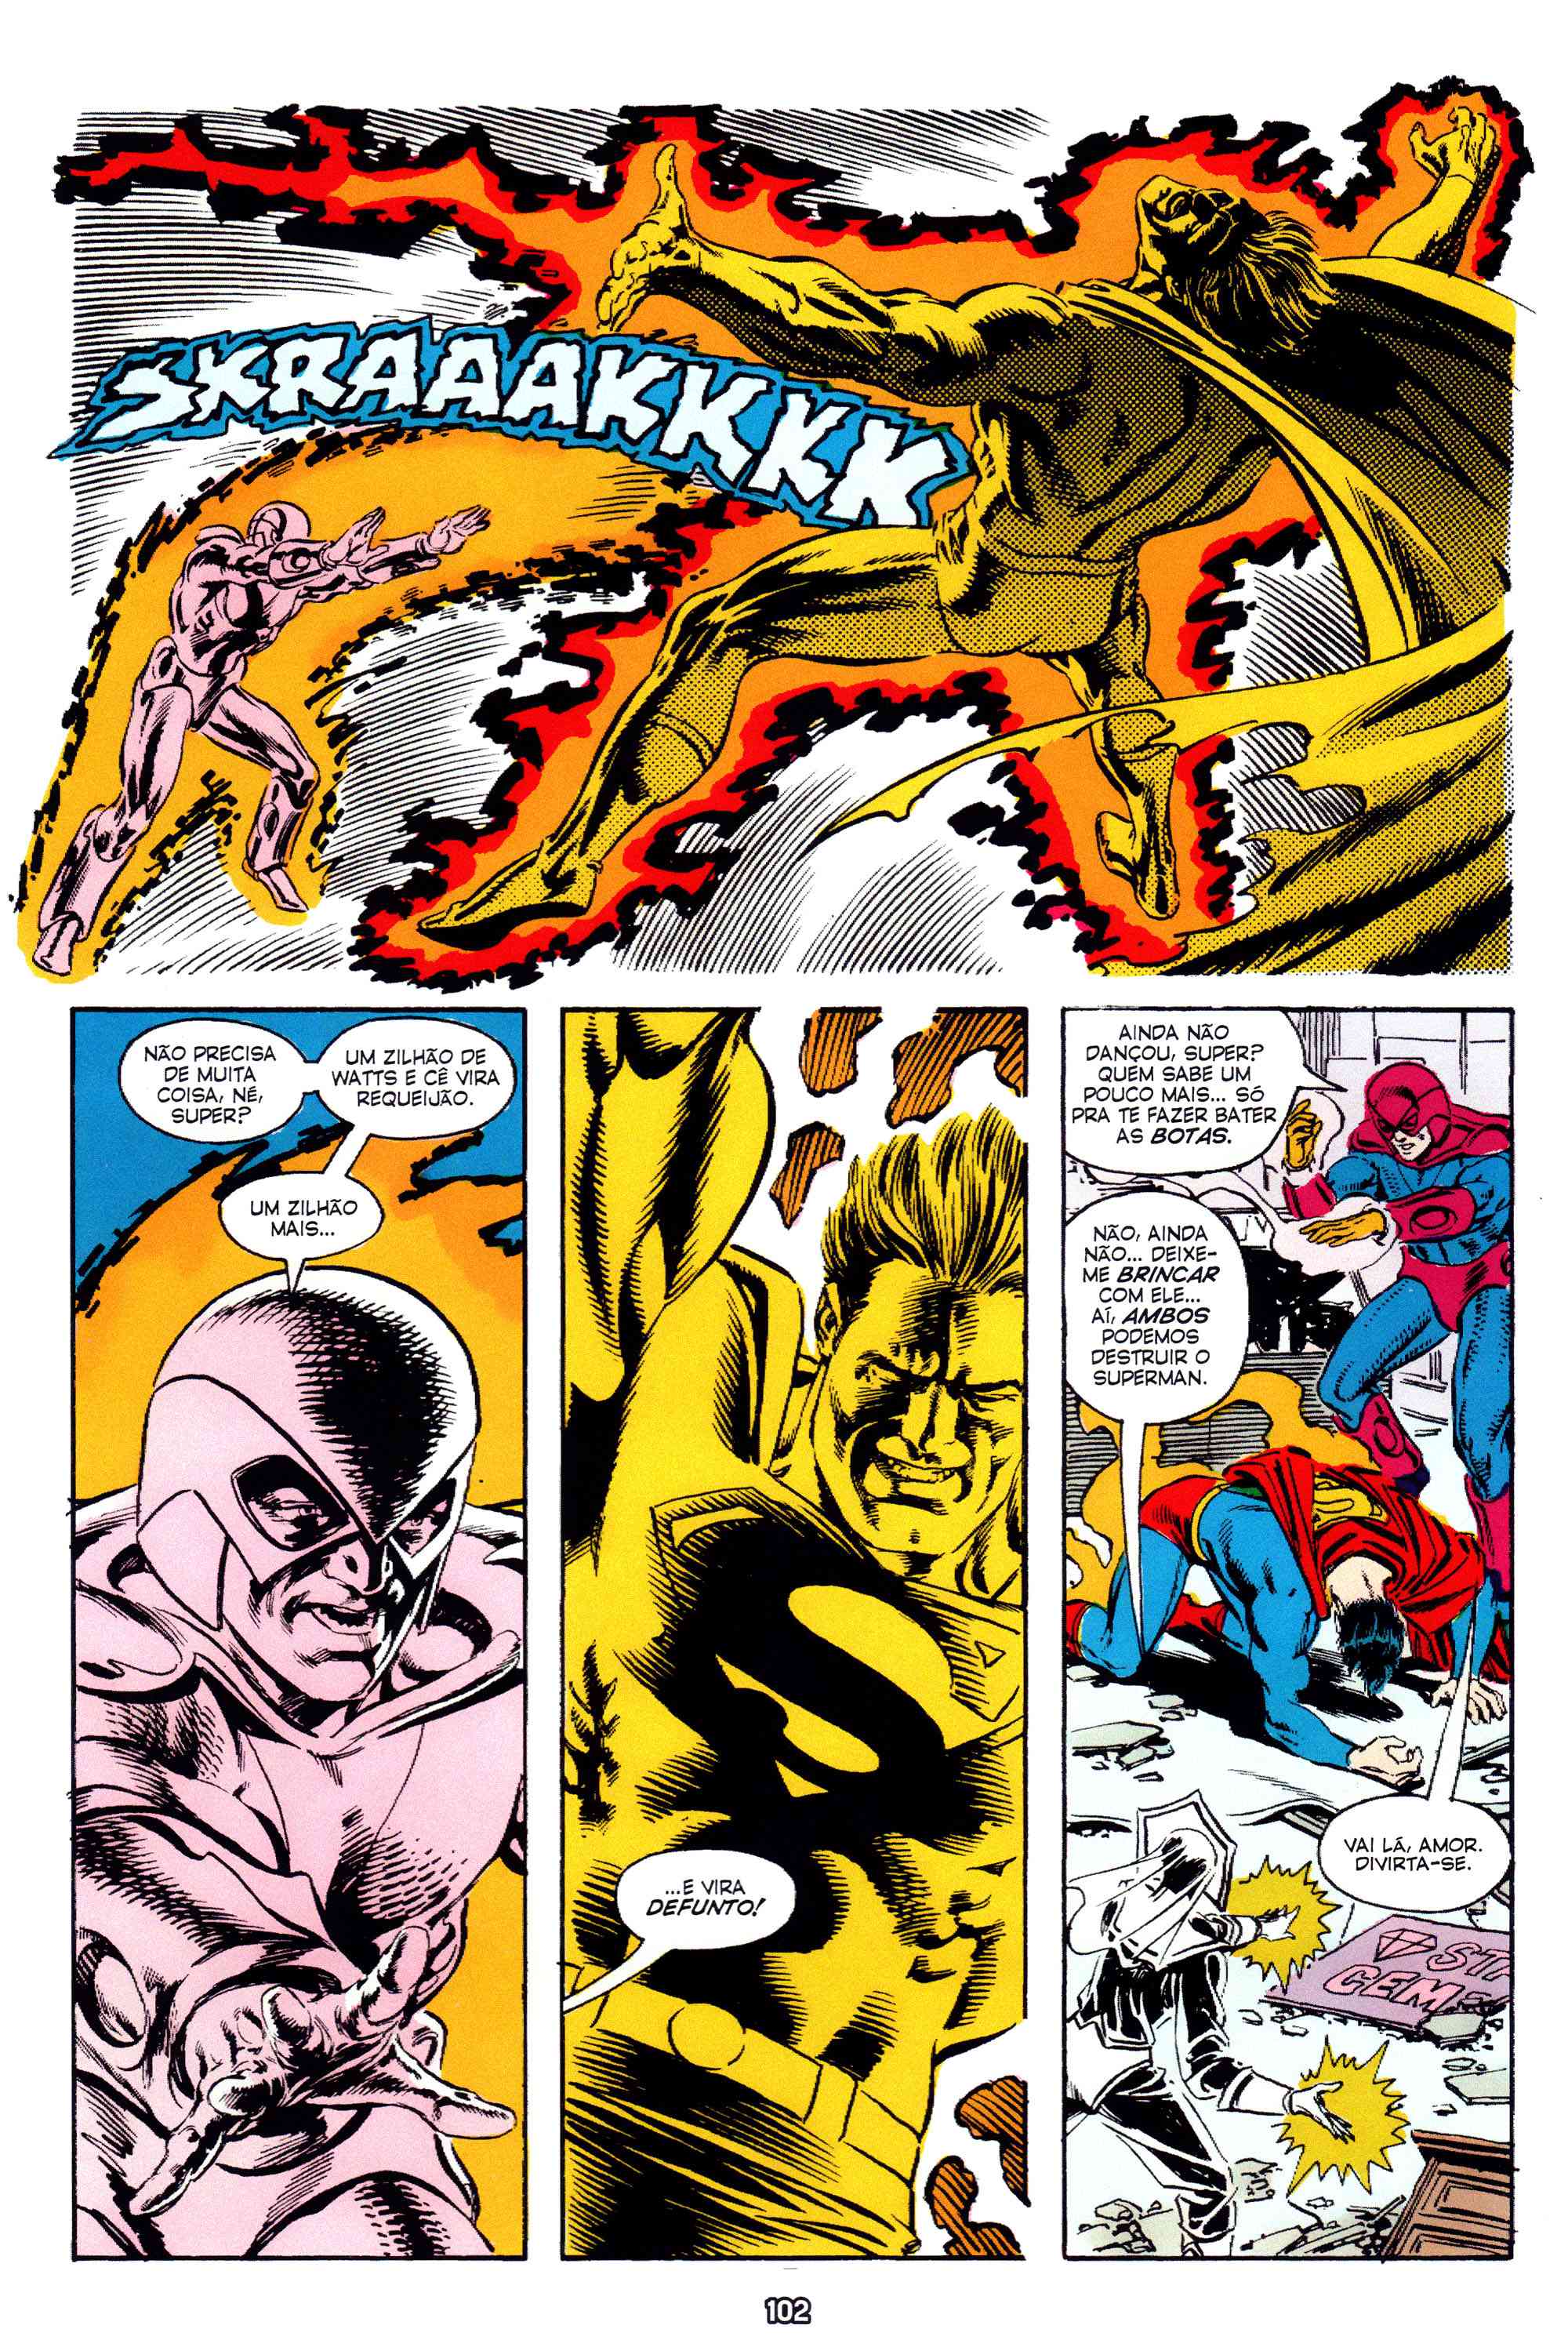 SKRAAAKKKK
NÃO PRECISA
DE MUITA
COISA, NÉ,
SUPER?
UM ZILHÃO DE
WATTS E CÊ VIRA
REQUEIJÃO.
UM ZILHÃO
MAIS...
...E VIRA
DEFUNTO!
AINDA NÃO
DANÇOU, SUPER?
QUEM SABE UM
POUCO MAIS... SÓ
PRA TE FAZER BATER
AS BOTAS.
NÃO, AINDA
NÃO... DEIXE-
ME BRINCAR
COM ELE...
AÍ, AMBOS
PODEMOS
DESTRUIR O
SUPERMAN.
VAI LÁ, AMOR.
DIVIRTA-SE.
STA
GEM
102